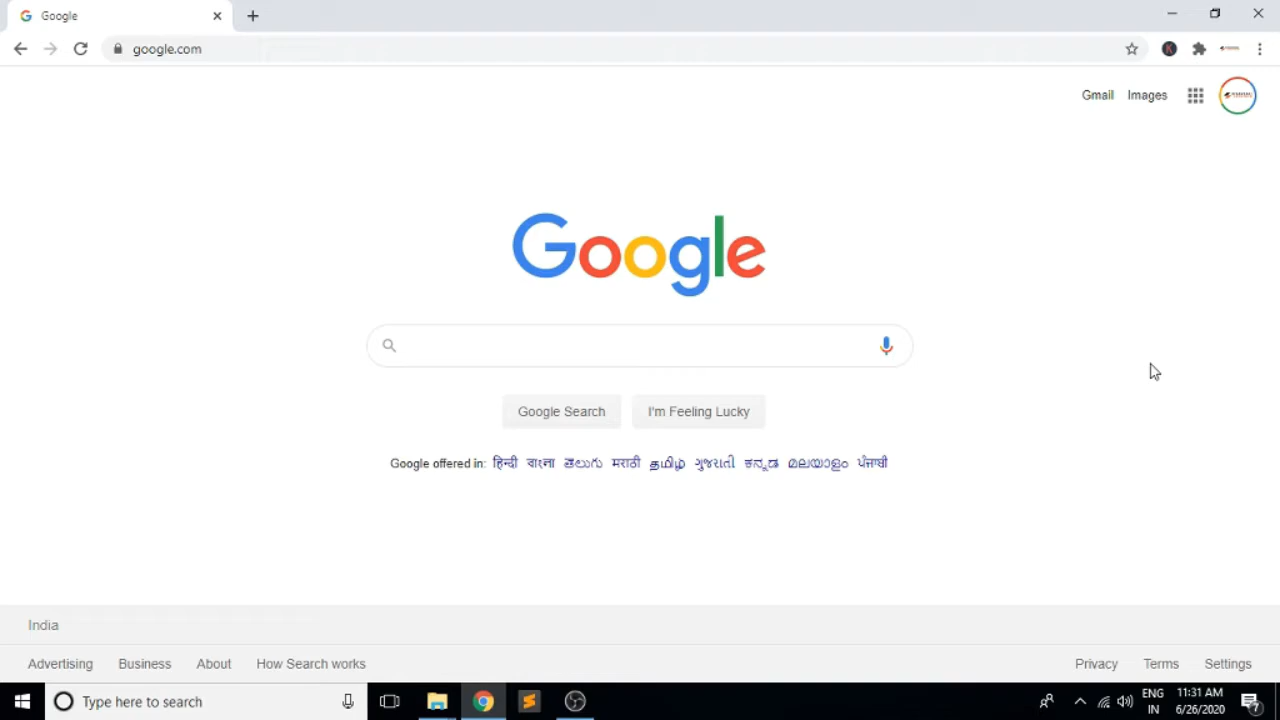 Google
google.com
Gmail Images
Google
Google Search I'm Feeling Lucky
Google offered in: हिन्दी বাংলা తెలుగు मराठी தமிழ் ગુજરાતી ಕನ್ನಡ മലയാളം ਪੰਜਾਬੀ
India
Advertising Business About How Search works Privacy Terms Settings
Type here to search
ENG 11:31 AM
IN 6/26/2020
7